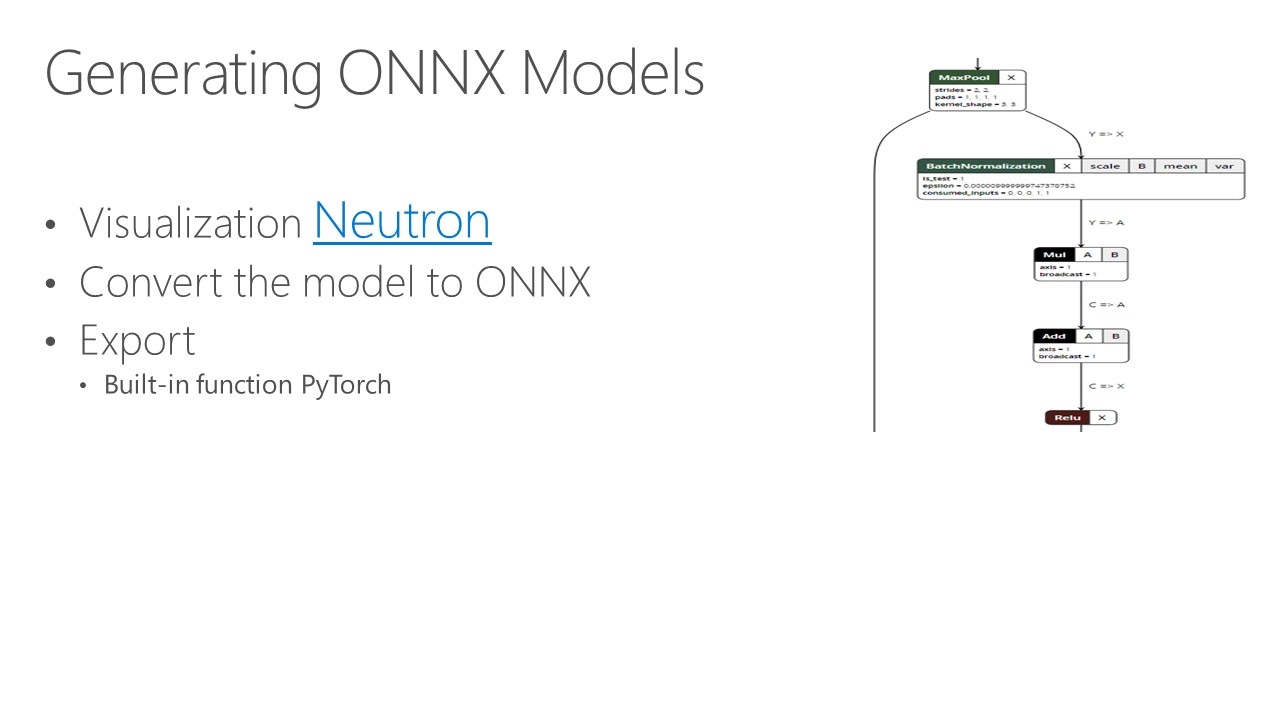 Generating ONNX Models
• Visualization Neutron
• Convert the model to ONNX
• Export
• Built-in function PyTorch
MaxPool X
strides = 2, 2,
pads = 1, 1, 1, 1
kernel_shape = 3, 3
Y => X
BatchNormalization X scale B mean var
is_test = 1
epsilon = 0.000009999999747378752
consumed_inputs = 0, 0, 0, 1, 1
Y => A
Mul A B
axis = 1
broadcast = 1
C => A
Add A B
axis = 1
broadcast = 1
C => X
Relu X